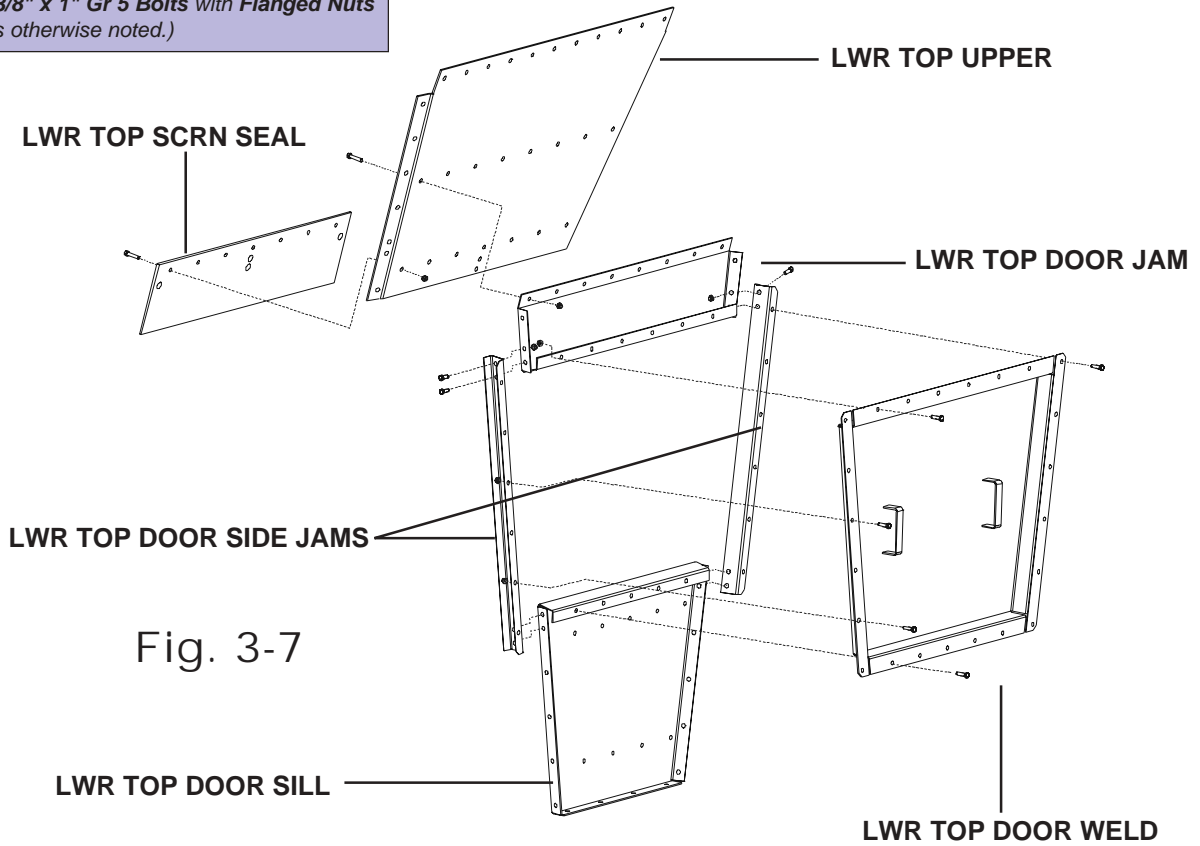 3/8" x 1" Gr 5 Bolts with Flanged Nuts
s otherwise noted.)
LWR TOP UPPER
LWR TOP SCRN SEAL
LWR TOP DOOR JAM
LWR TOP DOOR SIDE JAMS
Fig. 3-7
LWR TOP DOOR SILL
LWR TOP DOOR WELD